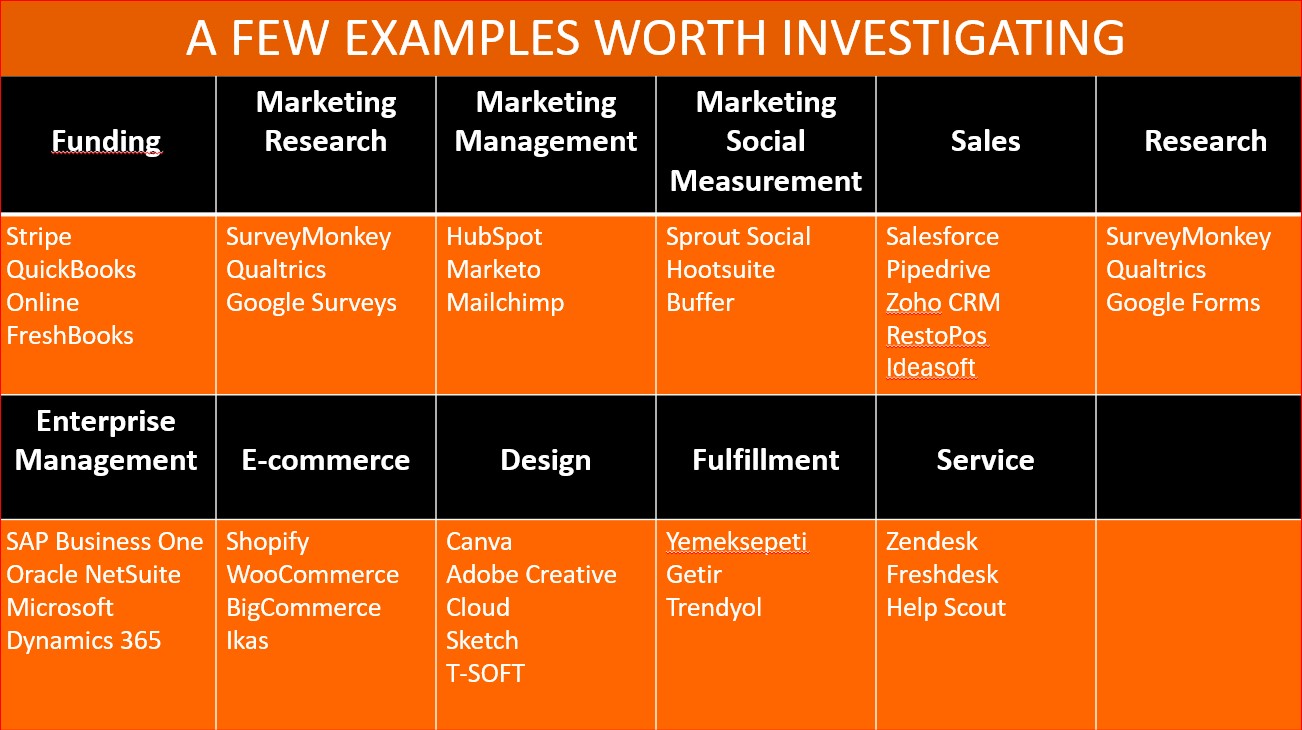 A FEW EXAMPLES WORTH INVESTIGATING
Funding
Marketing
Research
Marketing
Management
Marketing
Social
Measurement
Sales
Research
Stripe
QuickBooks
Online
FreshBooks
SurveyMonkey
Qualtrics
Google Surveys
HubSpot
Marketo
Mailchimp
Sprout Social
Hootsuite
Buffer
Salesforce
Pipedrive
Zoho CRM
RestoPos
Ideasoft
SurveyMonkey
Qualtrics
Google Forms
Enterprise
Management
E-commerce
Design
Fulfillment
Service
SAP Business One
Oracle NetSuite
Microsoft
Dynamics 365
Shopify
WooCommerce
BigCommerce
Ikas
Canva
Adobe Creative
Cloud
Sketch
T-SOFT
Yemeksepeti
Getir
Trendyol
Zendesk
Freshdesk
Help Scout